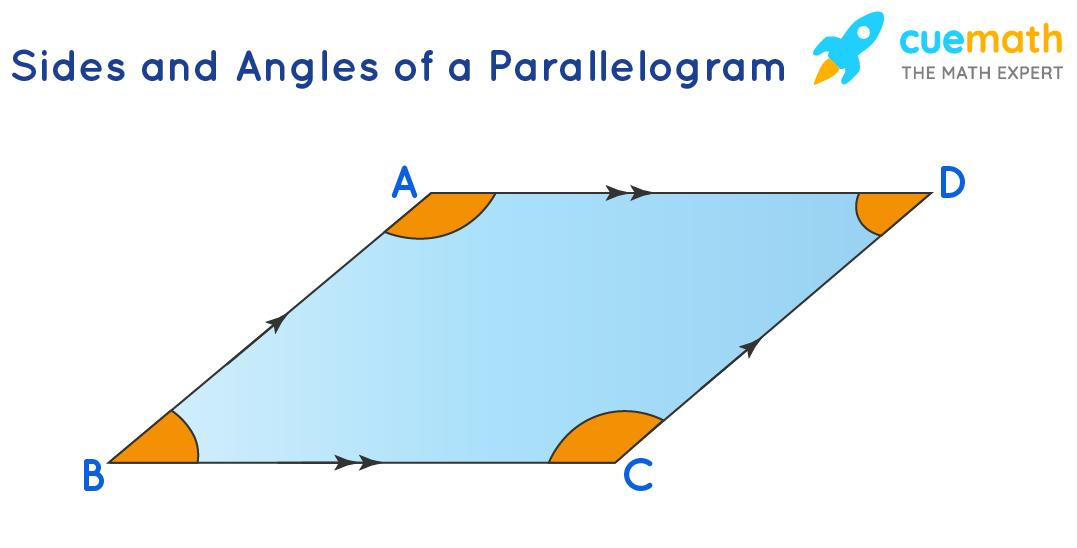 Sides and Angles of a Parallelogram
cuemath
THE MATH EXPERT
A
D
B
C